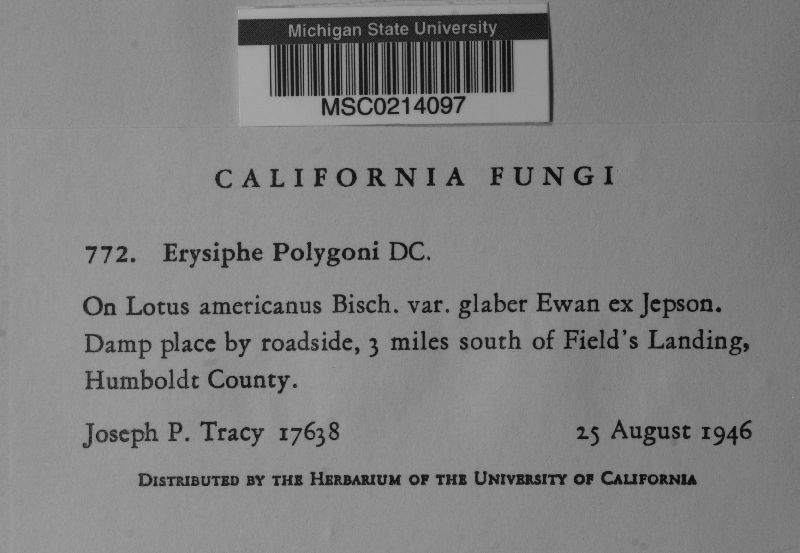 Michigan State University
MSC0214097
CALIFORNIA FUNGI
772. Erysiphe Polygoni DC.
On Lotus americanus Bisch. var. glaber Ewan ex Jepson.
Damp place by roadside, 3 miles south of Field's Landing,
Humboldt County.
Joseph P. Tracy 17638 25 August 1946
Distributed by the Herbarium of the University of California